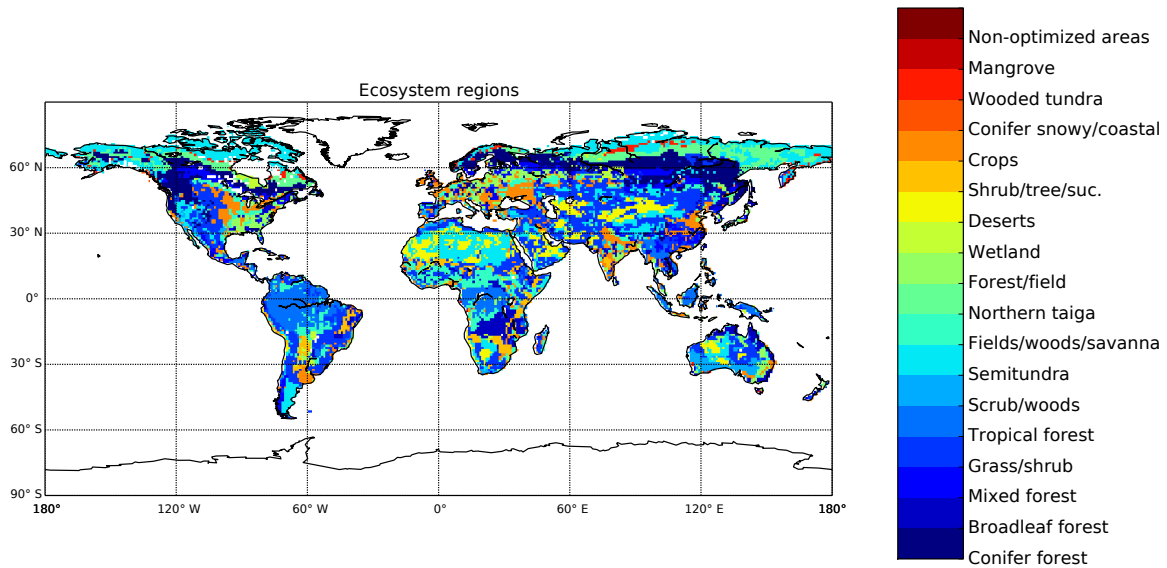 Ecosystem regions
60° N
30° N
0°
30° S
60° S
90° S
180° 120° W 60° W 0° 60° E 120° E 180°
Non-optimized areas
Mangrove
Wooded tundra
Conifer snowy/coastal
Crops
Shrub/tree/suc.
Deserts
Wetland
Forest/field
Northern taiga
Fields/woods/savanna
Semitundra
Scrub/woods
Tropical forest
Grass/shrub
Mixed forest
Broadleaf forest
Conifer forest